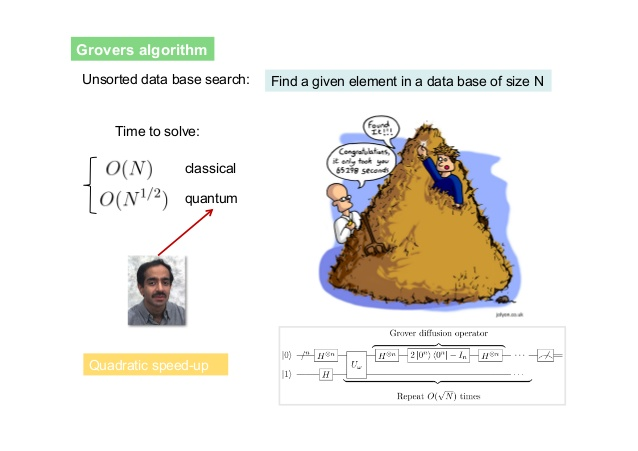 Grovers algorithm
Unsorted data base search:
Find a given element in a data base of size N
Time to solve:
O(N) classical
O(N^{1/2}) quantum
Found
It!!!
Congratulations,
it only took you
65298 seconds
jolyon.co.uk
Quadratic speed-up
Grover diffusion operator
|0⟩ /^n H^{⊗n} U_ω H^{⊗n} 2|0^n⟩⟨0^n| − I_n H^{⊗n} ···
|1⟩ H ···
Repeat O(√N) times